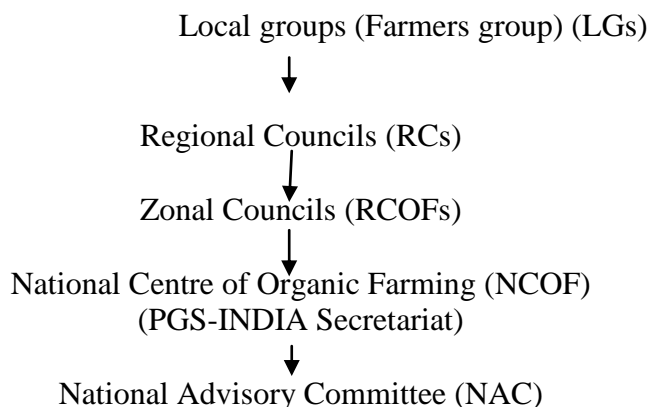 Local groups (Farmers group) (LGs)
Regional Councils (RCs)
Zonal Councils (RCOFs)
National Centre of Organic Farming (NCOF)
(PGS-INDIA Secretariat)
National Advisory Committee (NAC)